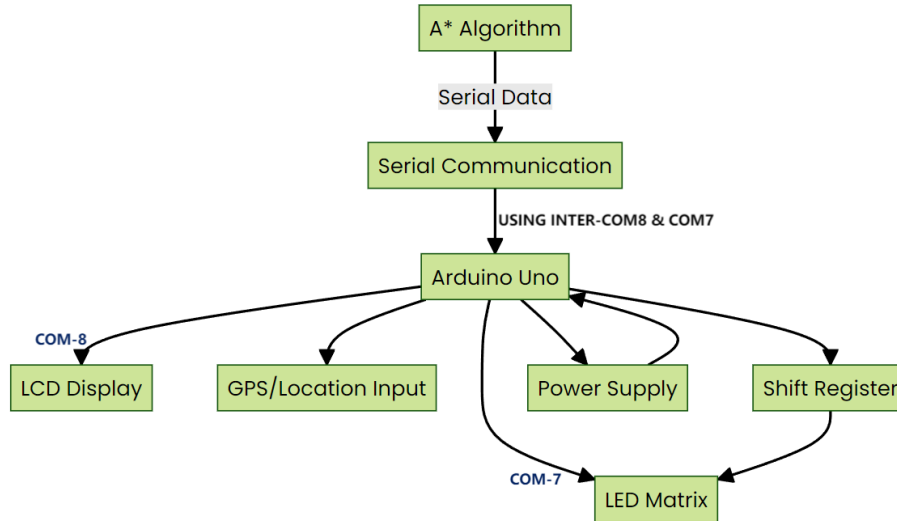 A* Algorithm
Serial Data
Serial Communication
USING INTER-COM8 & COM7
Arduino Uno
COM-8
LCD Display
GPS/Location Input
Power Supply
Shift Register
COM-7
LED Matrix